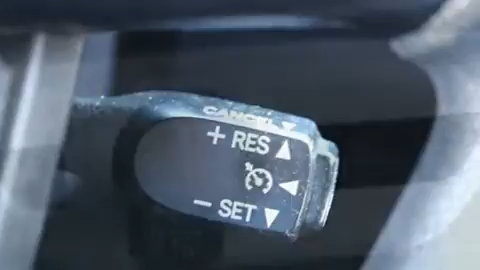 CANCEL ▼
+ RES ▲
◀
− SET ▼